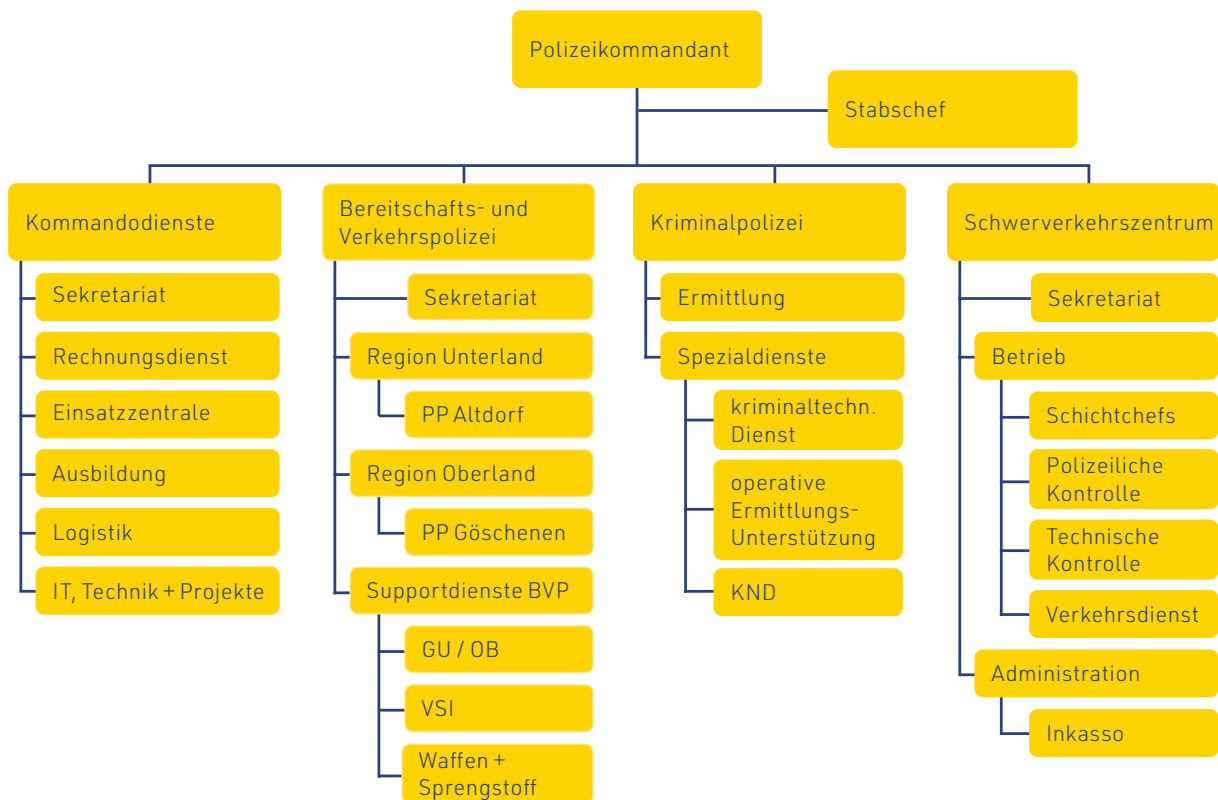 Polizeikommandant
Stabschef
Kommandodienste
Sekretariat
Rechnungsdienst
Einsatzzentrale
Ausbildung
Logistik
IT, Technik + Projekte
Bereitschafts- und
Verkehrspolizei
Sekretariat
Region Unterland
PP Altdorf
Region Oberland
PP Göschenen
Supportdienste BVP
GU / OB
VSI
Waffen +
Sprengstoff
Kriminalpolizei
Ermittlung
Spezialdienste
kriminaltechn.
Dienst
operative
Ermittlungs-
Unterstützung
KND
Schwerverkehrszentrum
Sekretariat
Betrieb
Schichtchefs
Polizeiliche
Kontrolle
Technische
Kontrolle
Verkehrsdienst
Administration
Inkasso